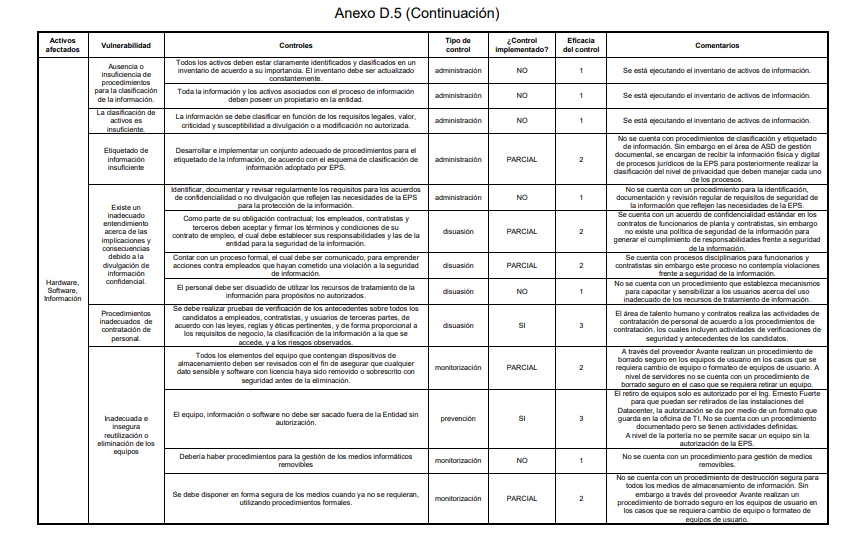 Anexo D.5 (Continuación)
Activos
afectados
Vulnerabilidad
Controles
Tipo de
control
¿Control
implementado?
Eficacia
del control
Comentarios
Hardware,
Software,
Información
Ausencia o
insuficiencia de
procedimientos
para la clasificación
de la información.
Todos los activos deben estar claramente identificados y clasificados en un
inventario de acuerdo a su importancia. El inventario debe ser actualizado
constantemente.
administración
NO
1
Se está ejecutando el inventario de activos de información.
Toda la información y los activos asociados con el proceso de información
deben poseer un propietario en la entidad.
administración
NO
1
Se está ejecutando el inventario de activos de información.
La clasificación de
activos es
insuficiente.
La información se debe clasificar en función de los requisitos legales, valor,
criticidad y susceptibilidad a divulgación o a modificación no autorizada.
administración
NO
1
Se está ejecutando el inventario de activos de información.
Etiquetado de
información
insuficiente
Desarrollar e implementar un conjunto adecuado de procedimientos para el
etiquetado de la información, de acuerdo con el esquema de clasificación de
información adoptado por EPS.
administración
PARCIAL
2
No se cuenta con procedimientos de clasificación y etiquetado
de información. Sin embargo en el área de ASD de gestión
documental, se encargan de recibir la información física y digital
de procesos jurídicos de la EPS para posteriormente realizar la
clasificación del nivel de privacidad que deben manejar cada uno
de los procesos.
Existe un
inadecuado
entendimiento
acerca de las
implicaciones y
consecuencias
debido a la
divulgación de
información
confidencial.
Identificar, documentar y revisar regularmente los requisitos para los acuerdos
de confidencialidad o no divulgación que reflejen las necesidades de la EPS
para la protección de la información.
administración
NO
1
No se cuenta con un procedimiento para la identificación,
documentación y revisión regular de requisitos de seguridad de
la información que reflejen las necesidades de la EPS.
Como parte de su obligación contractual; los empleados, contratistas y
terceros deben aceptar y firmar los términos y condiciones de su
contrato de empleo, el cual debe establecer sus responsabilidades y las de la
entidad para la seguridad de la información.
disuasión
PARCIAL
2
Se cuenta con un acuerdo de confidencialidad estándar en los
contratos de funcionarios de planta y contratistas, sin embargo
no existe una política de seguridad de la información para
generar el cumplimiento de responsabilidades frente a seguridad
de la información.
Contar con un proceso formal, el cual debe ser comunicado, para emprender
acciones contra empleados que hayan cometido una violación a la seguridad
de información.
disuasión
PARCIAL
2
Se cuenta con procesos disciplinarios para funcionarios y
contratistas sin embargo este proceso no contempla violaciones
frente a seguridad de la información.
El personal debe ser disuadido de utilizar los recursos de tratamiento de la
información para propósitos no autorizados.
disuasión
NO
1
No se cuenta con un procedimiento que establezca mecanismos
para capacitar y sensibilizar a los usuarios acerca del uso
inadecuado de los recursos de tratamiento de información.
Procedimientos
inadecuados de
contratación de
personal.
Se debe realizar pruebas de verificación de los antecedentes sobre todos los
candidatos a empleados, contratistas, y usuarios de terceras partes, de
acuerdo con las leyes, reglas y éticas pertinentes, y de forma proporcional a
los requisitos de negocio, la clasificación de la información a la que se
accede, y a los riesgos observados.
disuasión
SI
3
El área de talento humano y contratos realiza las actividades de
contratación de personal de acuerdo a los procedimientos de
contratación, los cuales incluyen actividades de verificaciones de
seguridad y antecedentes de los candidatos.
Inadecuada e
insegura
reutilización o
eliminación de los
equipos
Todos los elementos del equipo que contengan dispositivos de
almacenamiento deben ser revisados con el fin de asegurar que cualquier
dato sensible y software con licencia haya sido removido o sobrescrito con
seguridad antes de la eliminación.
monitorización
PARCIAL
2
A través del proveedor Avante realizan un procedimiento de
borrado seguro en los equipos de usuario en los casos que se
requiera cambio de equipo o formateo de equipos de usuario. A
nivel de servidores no se cuenta con un procedimiento de
borrado seguro en el caso que se requiera retirar un equipo.
El equipo, información o software no debe ser sacado fuera de la Entidad sin
autorización.
prevención
SI
3
El retiro de equipos solo es autorizado por el Ing. Ernesto Fuerte
para que puedan ser retirados de las instalaciones del
Datacenter, la autorización se da por medio de un formato que
guarda en la oficina de TI. No se cuenta con un procedimiento
documentado pero se tienen actividades definidas.
A nivel de la portería no se permite sacar un equipo sin la
autorización de la EPS.
Debería haber procedimientos para la gestión de los medios informáticos
removibles
monitorización
NO
1
No se cuenta con un procedimiento para gestión de medios
removibles.
Se debe disponer en forma segura de los medios cuando ya no se requieran,
utilizando procedimientos formales.
monitorización
PARCIAL
2
No se cuenta con un procedimiento de destrucción segura para
todos los medios de almacenamiento de información. Sin
embargo a través del proveedor Avante realizan un
procedimiento de borrado seguro en los equipos de usuario en
los casos que se requiera cambio de equipo o formateo de
equipos de usuario.